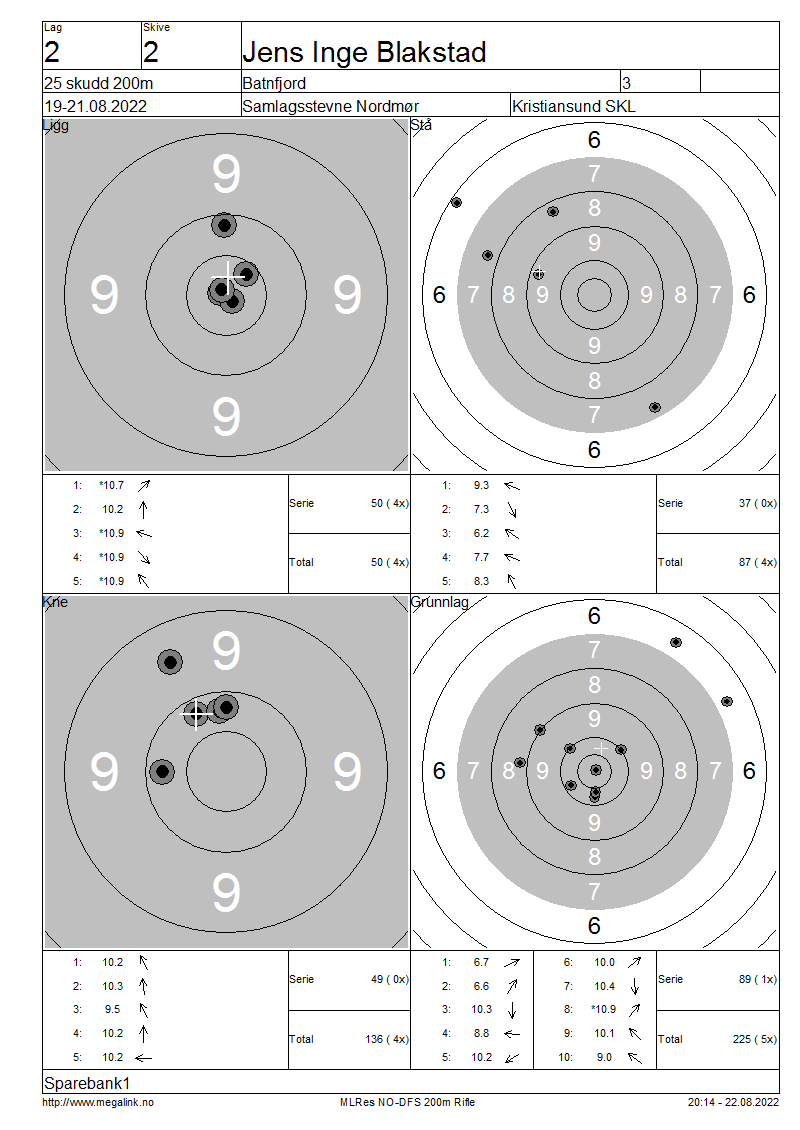 Lag Skive
2 2 Jens Inge Blakstad
25 skudd 200m Batnfjord 3
19-21.08.2022 Samlagsstevne Nordmør Kristiansund SKL
Ligg
9
9 9
9
Stå
6
7
8
9
6 7 8 9 9 8 7 6
9
8
7
6
1: *10.7
2: 10.2
3: *10.9
4: *10.9
5: *10.9
Serie 50 ( 4x)
Total 50 ( 4x)
1: 9.3
2: 7.3
3: 6.2
4: 7.7
5: 8.3
Serie 37 ( 0x)
Total 87 ( 4x)
Kne
9
9 9
9
Grunnlag
6
7
8
9
6 7 8 9 9 8 7 6
9
8
7
6
1: 10.2
2: 10.3
3: 9.5
4: 10.2
5: 10.2
Serie 49 ( 0x)
Total 136 ( 4x)
1: 6.7 6: 10.0
2: 6.6 7: 10.4
3: 10.3 8: *10.9
4: 8.8 9: 10.1
5: 10.2 10: 9.0
Serie 89 ( 1x)
Total 225 ( 5x)
Sparebank1
http://www.megalink.no MLRes NO-DFS 200m Rifle 20:14 - 22.08.2022